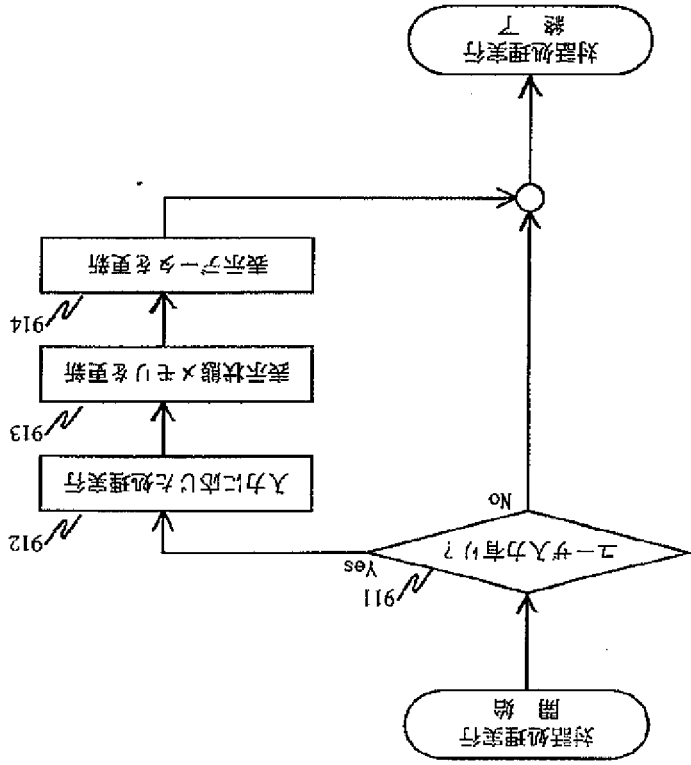 対話処理実行
開 始
911
ユーザ入力有り?
Yes
No
912
入力に応じた処理実行
913
表示状態メモリを更新
914
表示データを更新
対話処理実行
終 了